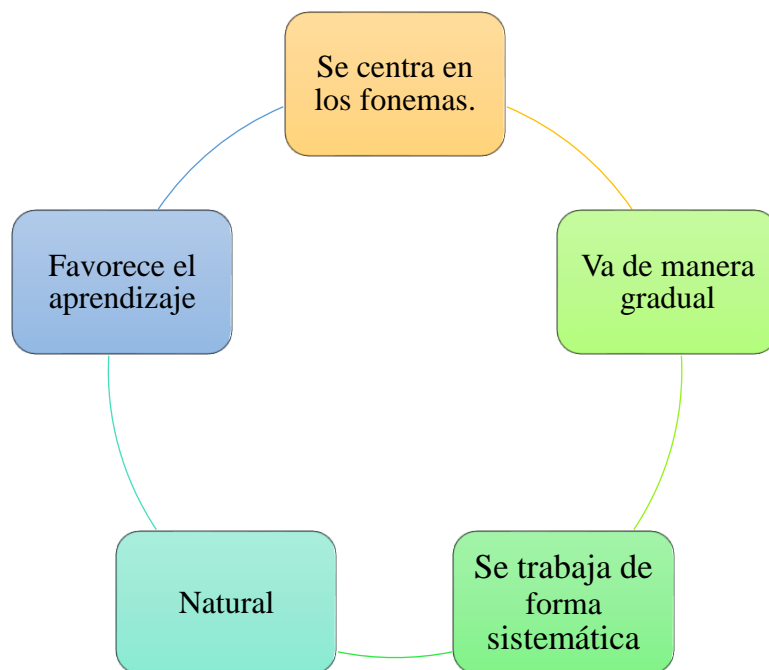 Se centra en
los fonemas.
Va de manera
gradual
Se trabaja de
forma
sistemática
Natural
Favorece el
aprendizaje